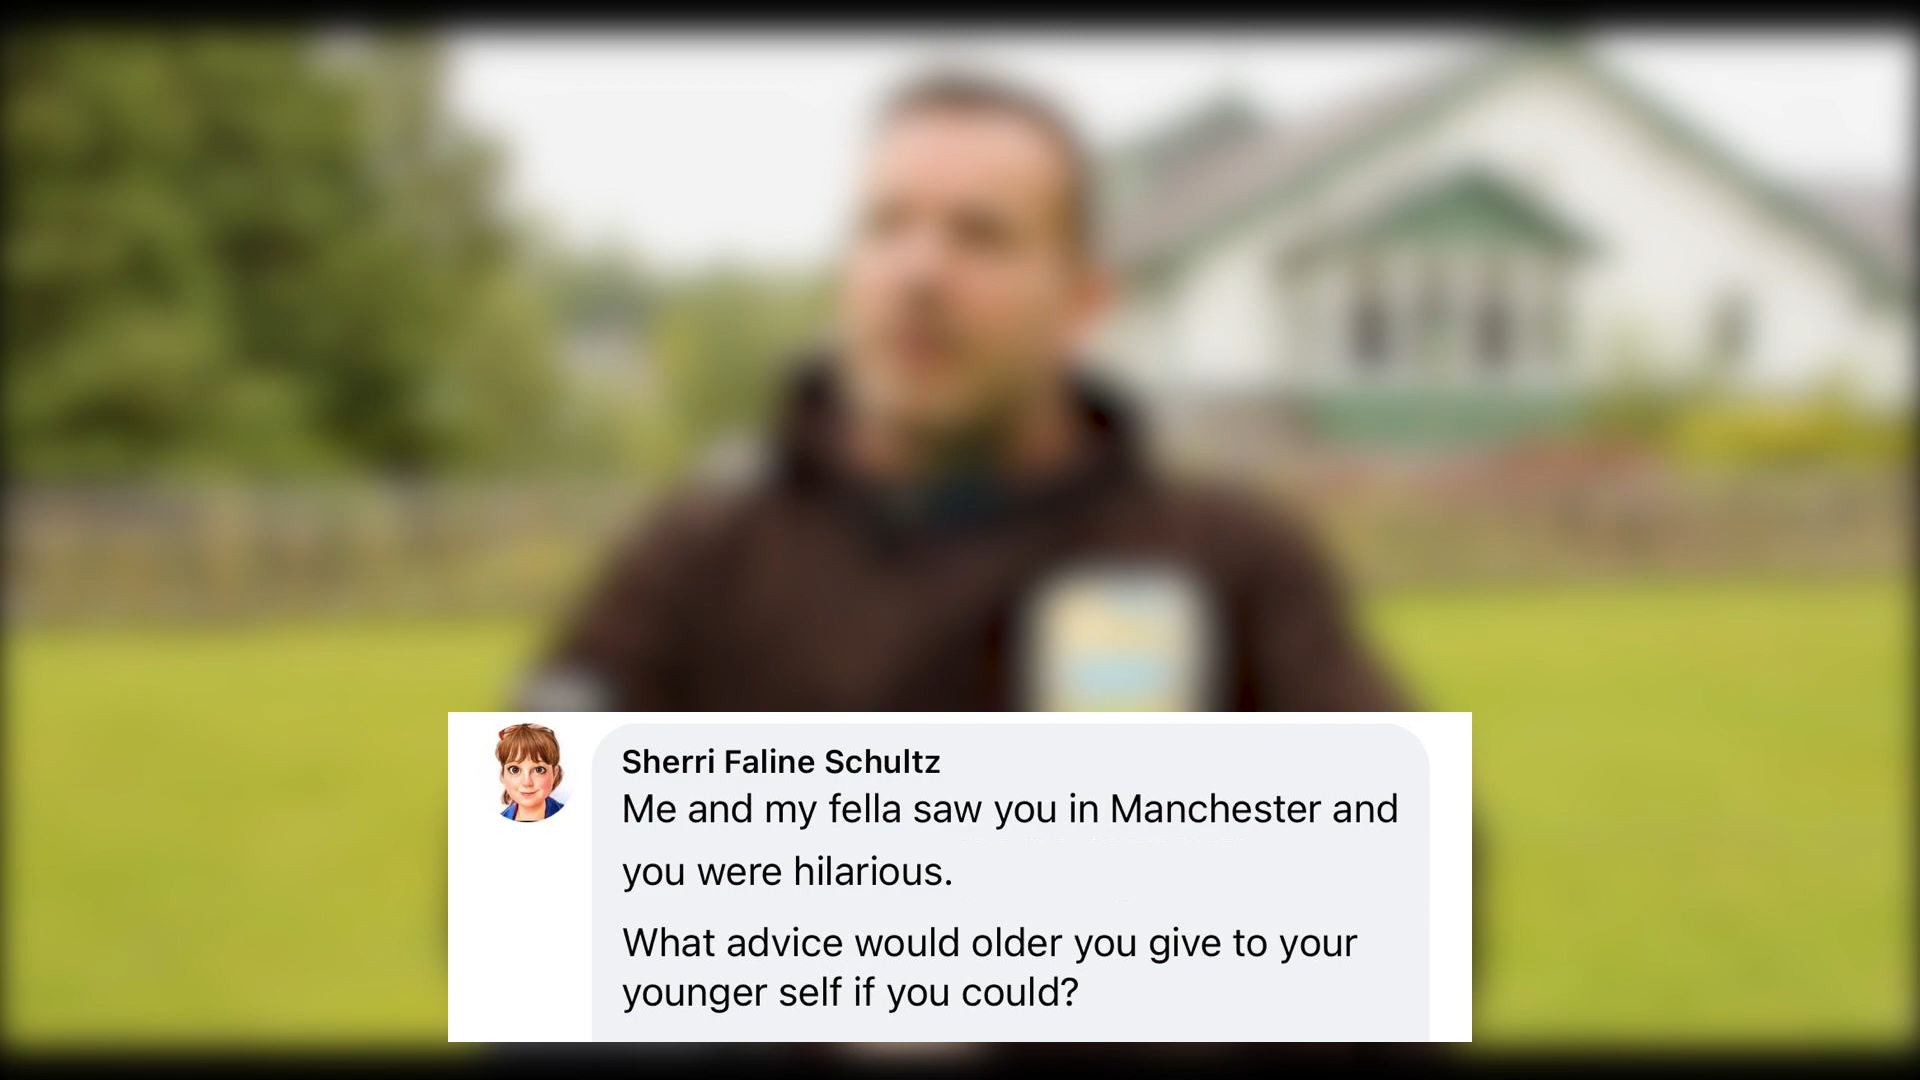 Sherri Faline Schultz
Me and my fella saw you in Manchester and
you were hilarious.
What advice would older you give to your
younger self if you could?